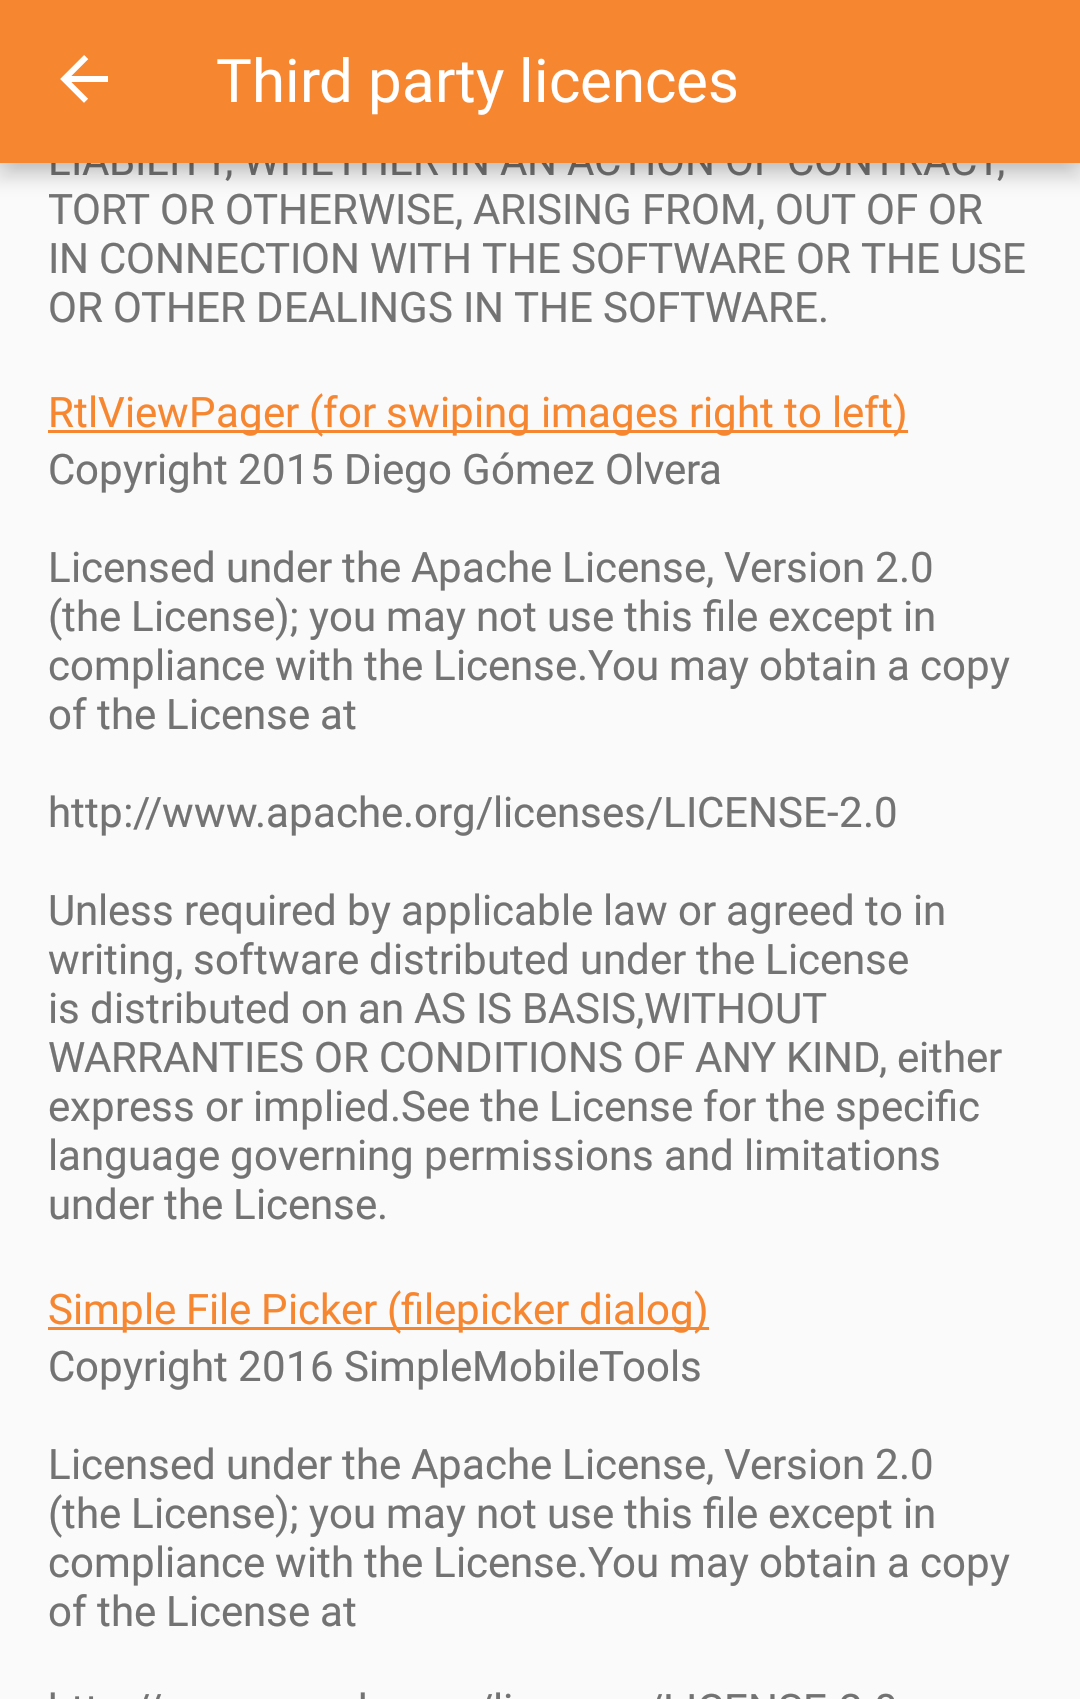 Third party licences
LIABILITY, WHETHER IN AN ACTION OF CONTRACT,
TORT OR OTHERWISE, ARISING FROM, OUT OF OR
IN CONNECTION WITH THE SOFTWARE OR THE USE
OR OTHER DEALINGS IN THE SOFTWARE.
RtlViewPager (for swiping images right to left)
Copyright 2015 Diego Gómez Olvera
Licensed under the Apache License, Version 2.0
(the License); you may not use this file except in
compliance with the License.You may obtain a copy
of the License at
http://www.apache.org/licenses/LICENSE-2.0
Unless required by applicable law or agreed to in
writing, software distributed under the License
is distributed on an AS IS BASIS,WITHOUT
WARRANTIES OR CONDITIONS OF ANY KIND, either
express or implied.See the License for the specific
language governing permissions and limitations
under the License.
Simple File Picker (filepicker dialog)
Copyright 2016 SimpleMobileTools
Licensed under the Apache License, Version 2.0
(the License); you may not use this file except in
compliance with the License.You may obtain a copy
of the License at